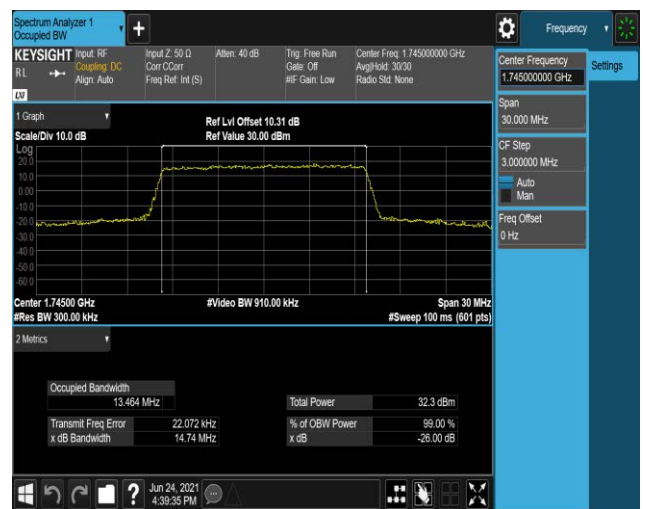 Spectrum Analyzer 1
Occupied BW
+
Frequency
KEYSIGHT
RL
LXI
Input: RF
Coupling: DC
Align: Auto
Input Z: 50 Ω
Corr CCorr
Freq Ref: Int (S)
Atten: 40 dB
Trig: Free Run
Gate: Off
#IF Gain: Low
Center Freq: 1.745000000 GHz
Avg|Hold: 30/30
Radio Std: None
Center Frequency
1.745000000 GHz
Settings
Span
30.000 MHz
CF Step
3.000000 MHz
Auto
Man
Freq Offset
0 Hz
1 Graph
Scale/Div 10.0 dB
Ref Lvl Offset 10.31 dB
Ref Value 30.00 dBm
Log
20.0
10.0
0.00
-10.0
-20.0
-30.0
-40.0
-50.0
-60.0
Center 1.74500 GHz
#Res BW 300.00 kHz
#Video BW 910.00 kHz
Span 30 MHz
#Sweep 100 ms (601 pts)
2 Metrics
Occupied Bandwidth
13.464 MHz
Total Power 32.3 dBm
Transmit Freq Error 22.072 kHz
% of OBW Power 99.00 %
x dB Bandwidth 14.74 MHz
x dB -26.00 dB
?
Jun 24, 2021
4:39:35 PM